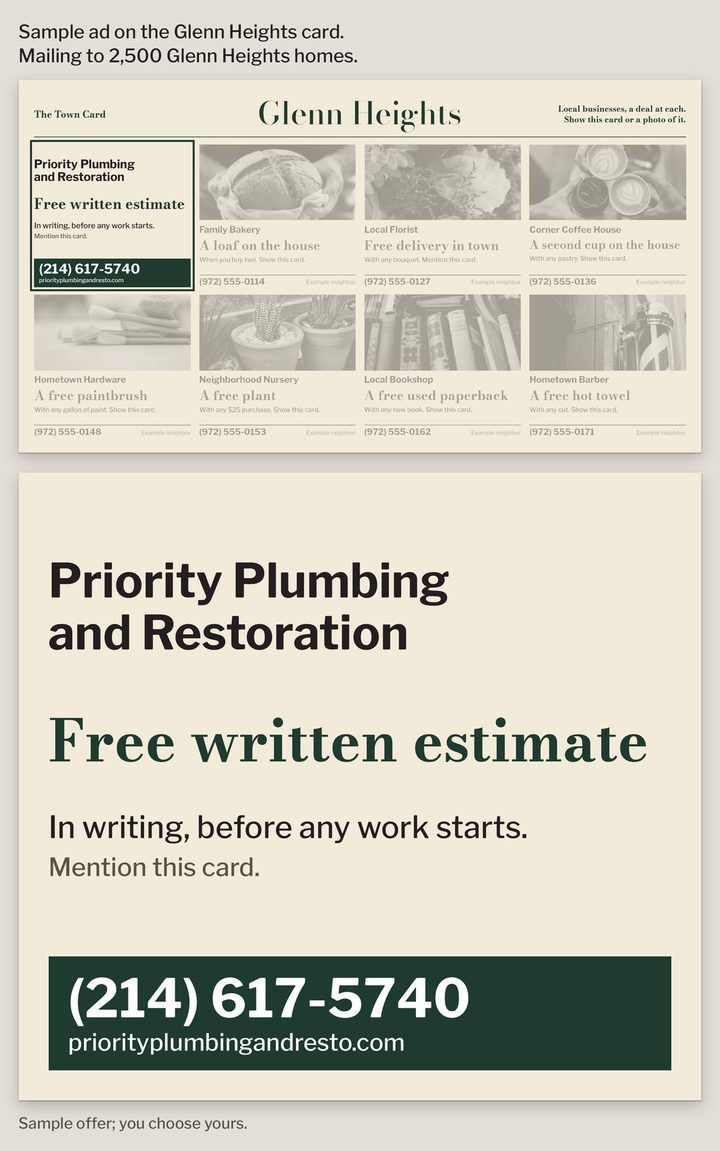 Sample ad on the Glenn Heights card.
Mailing to 2,500 Glenn Heights homes.
The Town Card
Glenn Heights
Local businesses, a deal at each.
Show this card or a photo of it.
Priority Plumbing
and Restoration
Free written estimate
In writing, before any work starts.
Mention this card.
(214) 617-5740
priorityplumbingandresto.com
Family Bakery
A loaf on the house
When you buy two. Show this card.
(972) 555-0114
Example neighbor
Local Florist
Free delivery in town
With any bouquet. Mention this card.
(972) 555-0127
Example neighbor
Corner Coffee House
A second cup on the house
With any pastry. Show this card.
(972) 555-0136
Example neighbor
Hometown Hardware
A free paintbrush
With any gallon of paint. Show this card.
(972) 555-0148
Example neighbor
Neighborhood Nursery
A free plant
With any $25 purchase. Show this card.
(972) 555-0153
Example neighbor
Local Bookshop
A free used paperback
With any new book. Show this card.
(972) 555-0162
Example neighbor
Hometown Barber
A free hot towel
With any cut. Show this card.
(972) 555-0171
Example neighbor
Priority Plumbing
and Restoration
Free written estimate
In writing, before any work starts.
Mention this card.
(214) 617-5740
priorityplumbingandresto.com
Sample offer; you choose yours.